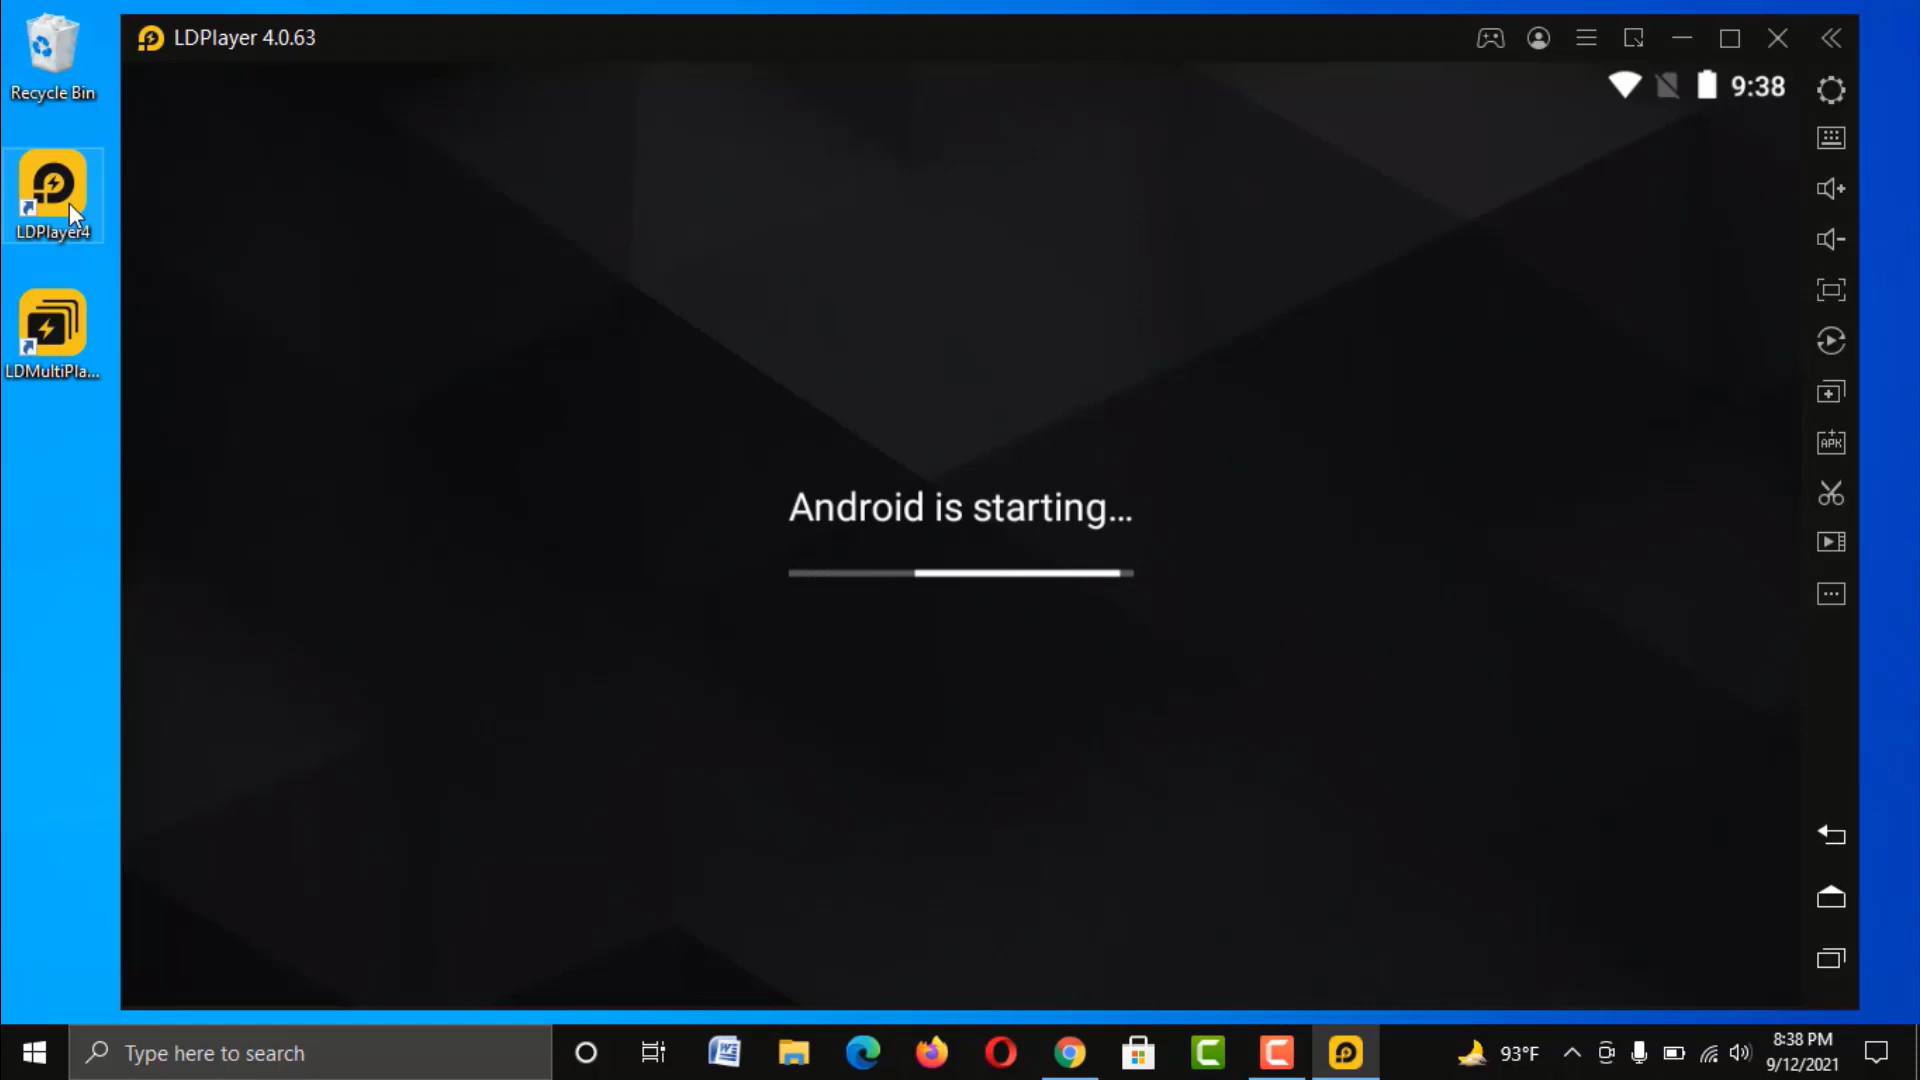 LDPlayer 4.0.63
9:38
Recycle Bin
LDPlayer4
LDMultiPla...
APK
Android is starting...
Type here to search
93°F
8:38 PM
9/12/2021